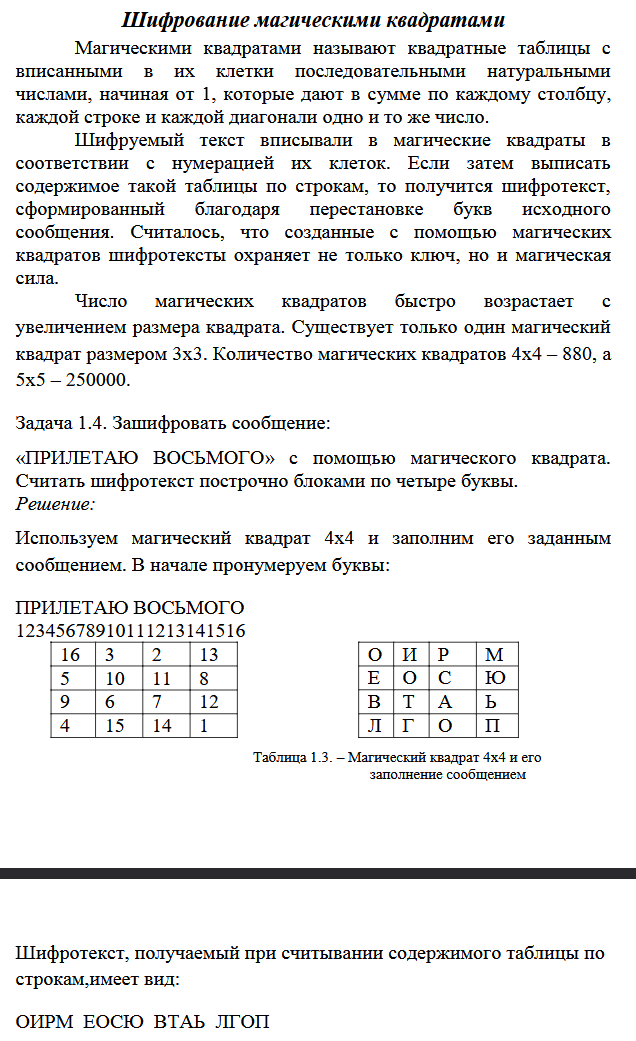 Шифрование магическими квадратами
Магическими квадратами называют квадратные таблицы с
вписанными в их клетки последовательными натуральными
числами, начиная от 1, которые дают в сумме по каждому столбцу,
каждой строке и каждой диагонали одно и то же число.
Шифруемый текст вписывали в магические квадраты в
соответствии с нумерацией их клеток. Если затем выписать
содержимое такой таблицы по строкам, то получится шифротекст,
сформированный благодаря перестановке букв исходного
сообщения. Считалось, что созданные с помощью магических
квадратов шифротексты охраняет не только ключ, но и магическая
сила.
Число магических квадратов быстро возрастает с
увеличением размера квадрата. Существует только один магический
квадрат размером 3х3. Количество магических квадратов 4х4 – 880, а
5х5 – 250000.
Задача 1.4. Зашифровать сообщение:
«ПРИЛЕТАЮ ВОСЬМОГО» с помощью магического квадрата.
Считать шифротекст построчно блоками по четыре буквы.
Решение:
Используем магический квадрат 4х4 и заполним его заданным
сообщением. В начале пронумеруем буквы:
ПРИЛЕТАЮ ВОСЬМОГО
12345678910111213141516
16 3 2 13
5 10 11 8
9 6 7 12
4 15 14 1
О И Р М
Е О С Ю
В Т А Ь
Л Г О П
Таблица 1.3. – Магический квадрат 4х4 и его
заполнение сообщением
Шифротекст, получаемый при считывании содержимого таблицы по
строкам,имеет вид:
ОИРМ ЕОСЮ ВТАЬ ЛГОП